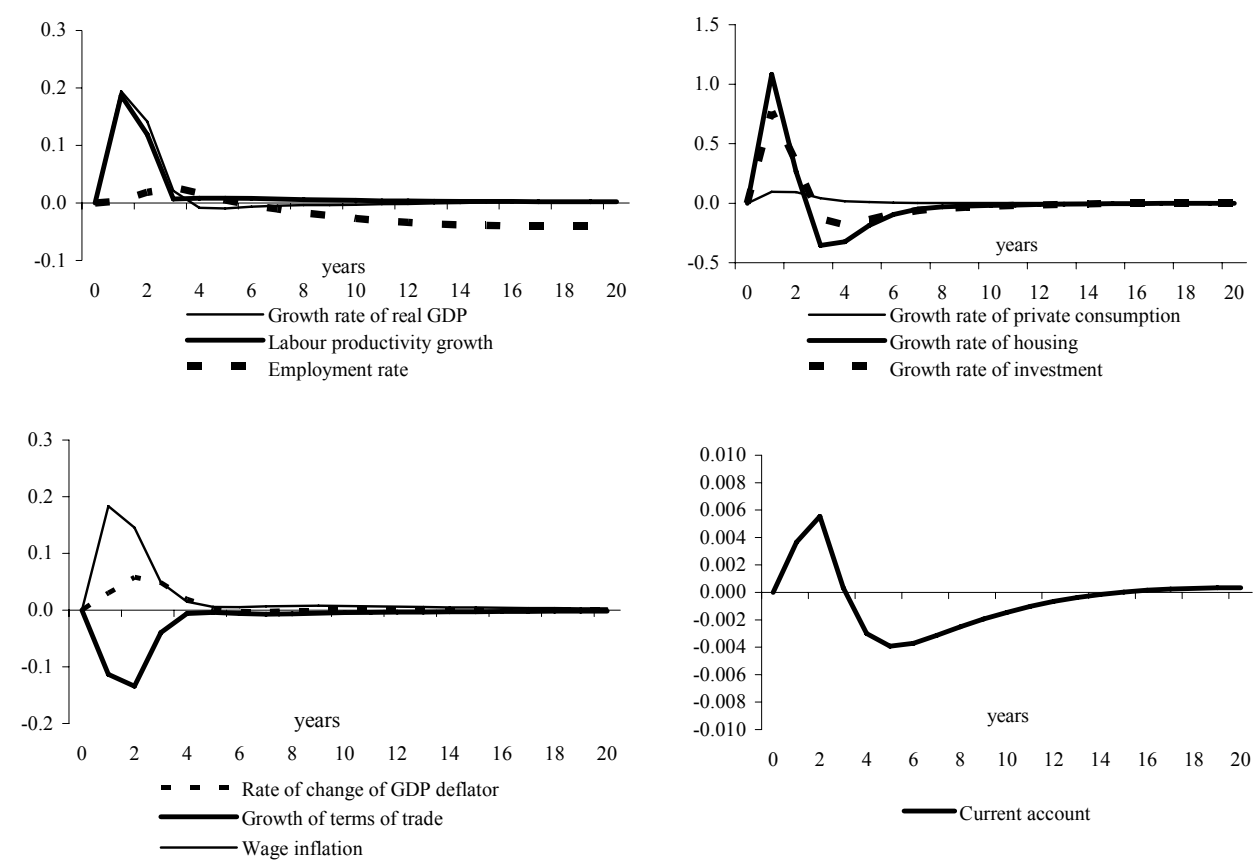 0.3
0.2
0.1
0.0
-0.1
years
0 2 4 6 8 10 12 14 16 18 20
Growth rate of real GDP
Labour productivity growth
Employment rate
1.5
1.0
0.5
0.0
-0.5
years
0 2 4 6 8 10 12 14 16 18 20
Growth rate of private consumption
Growth rate of housing
Growth rate of investment
0.3
0.2
0.1
0.0
-0.1
-0.2
years
0 2 4 6 8 10 12 14 16 18 20
Rate of change of GDP deflator
Growth of terms of trade
Wage inflation
0.010
0.008
0.006
0.004
0.002
0.000
-0.002
-0.004
-0.006
-0.008
-0.010
years
0 2 4 6 8 10 12 14 16 18 20
Current account